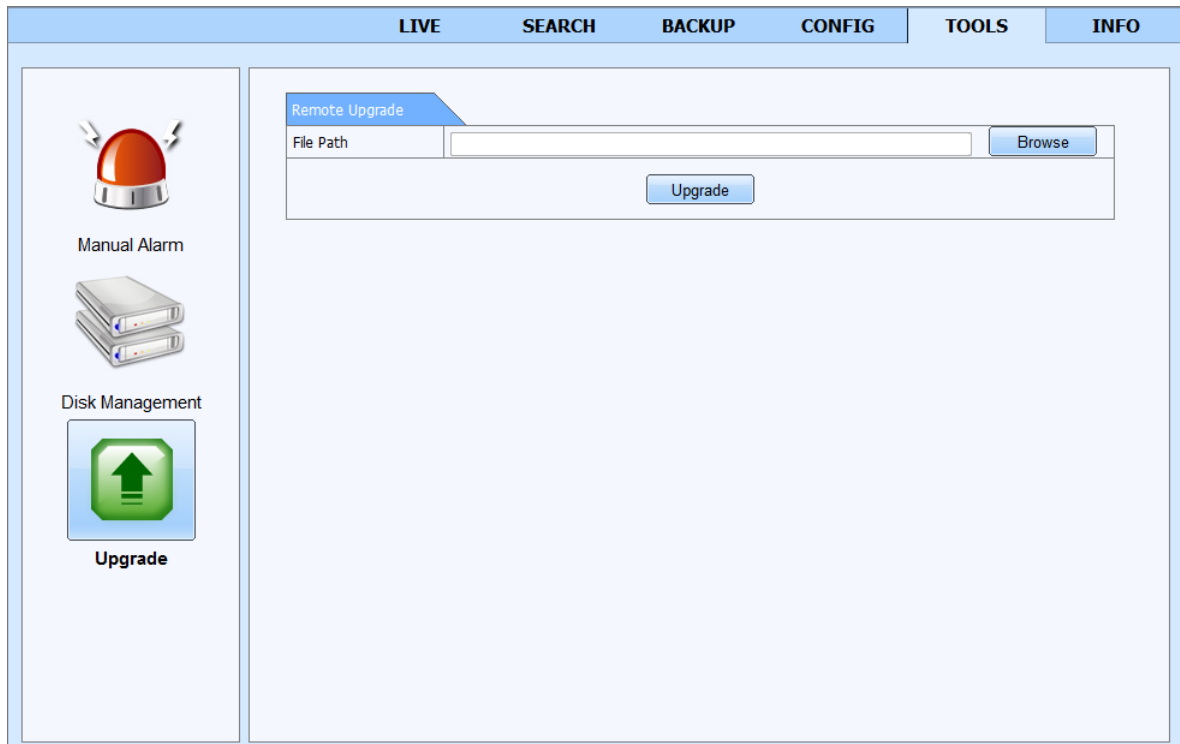 LIVE SEARCH BACKUP CONFIG TOOLS INFO
Manual Alarm
Disk Management
Upgrade
Remote Upgrade
File Path Browse
Upgrade